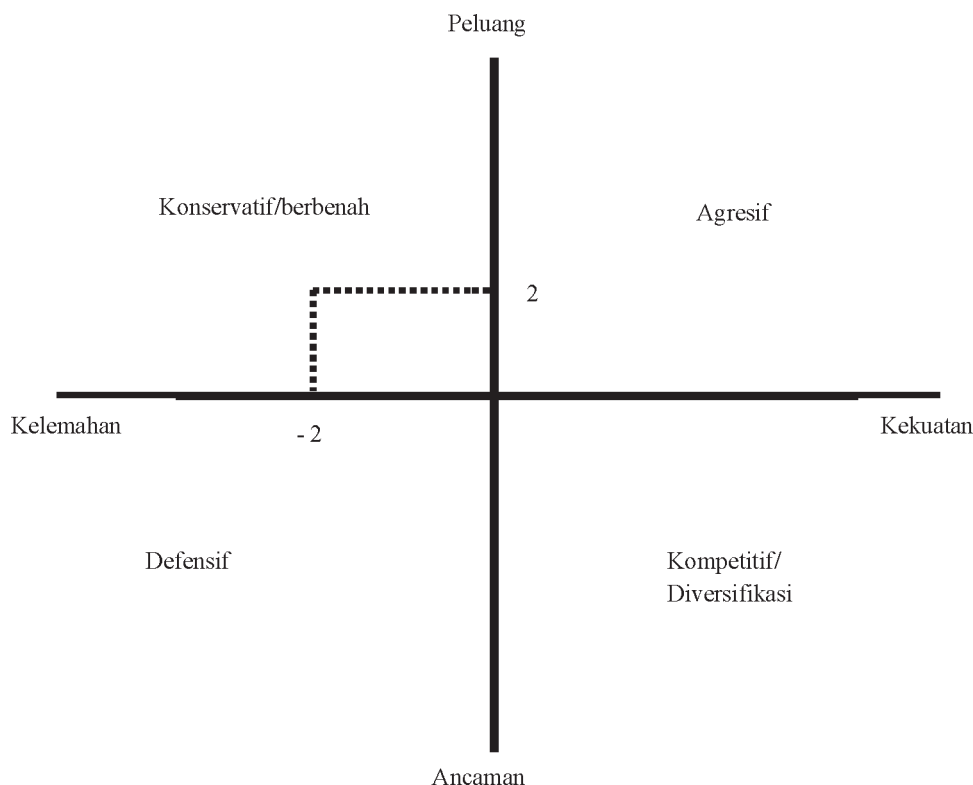 Peluang
Konservatif/berbenah
Agresif
2
Kelemahan
- 2
Kekuatan
Defensif
Kompetitif/
Diversifikasi
Ancaman